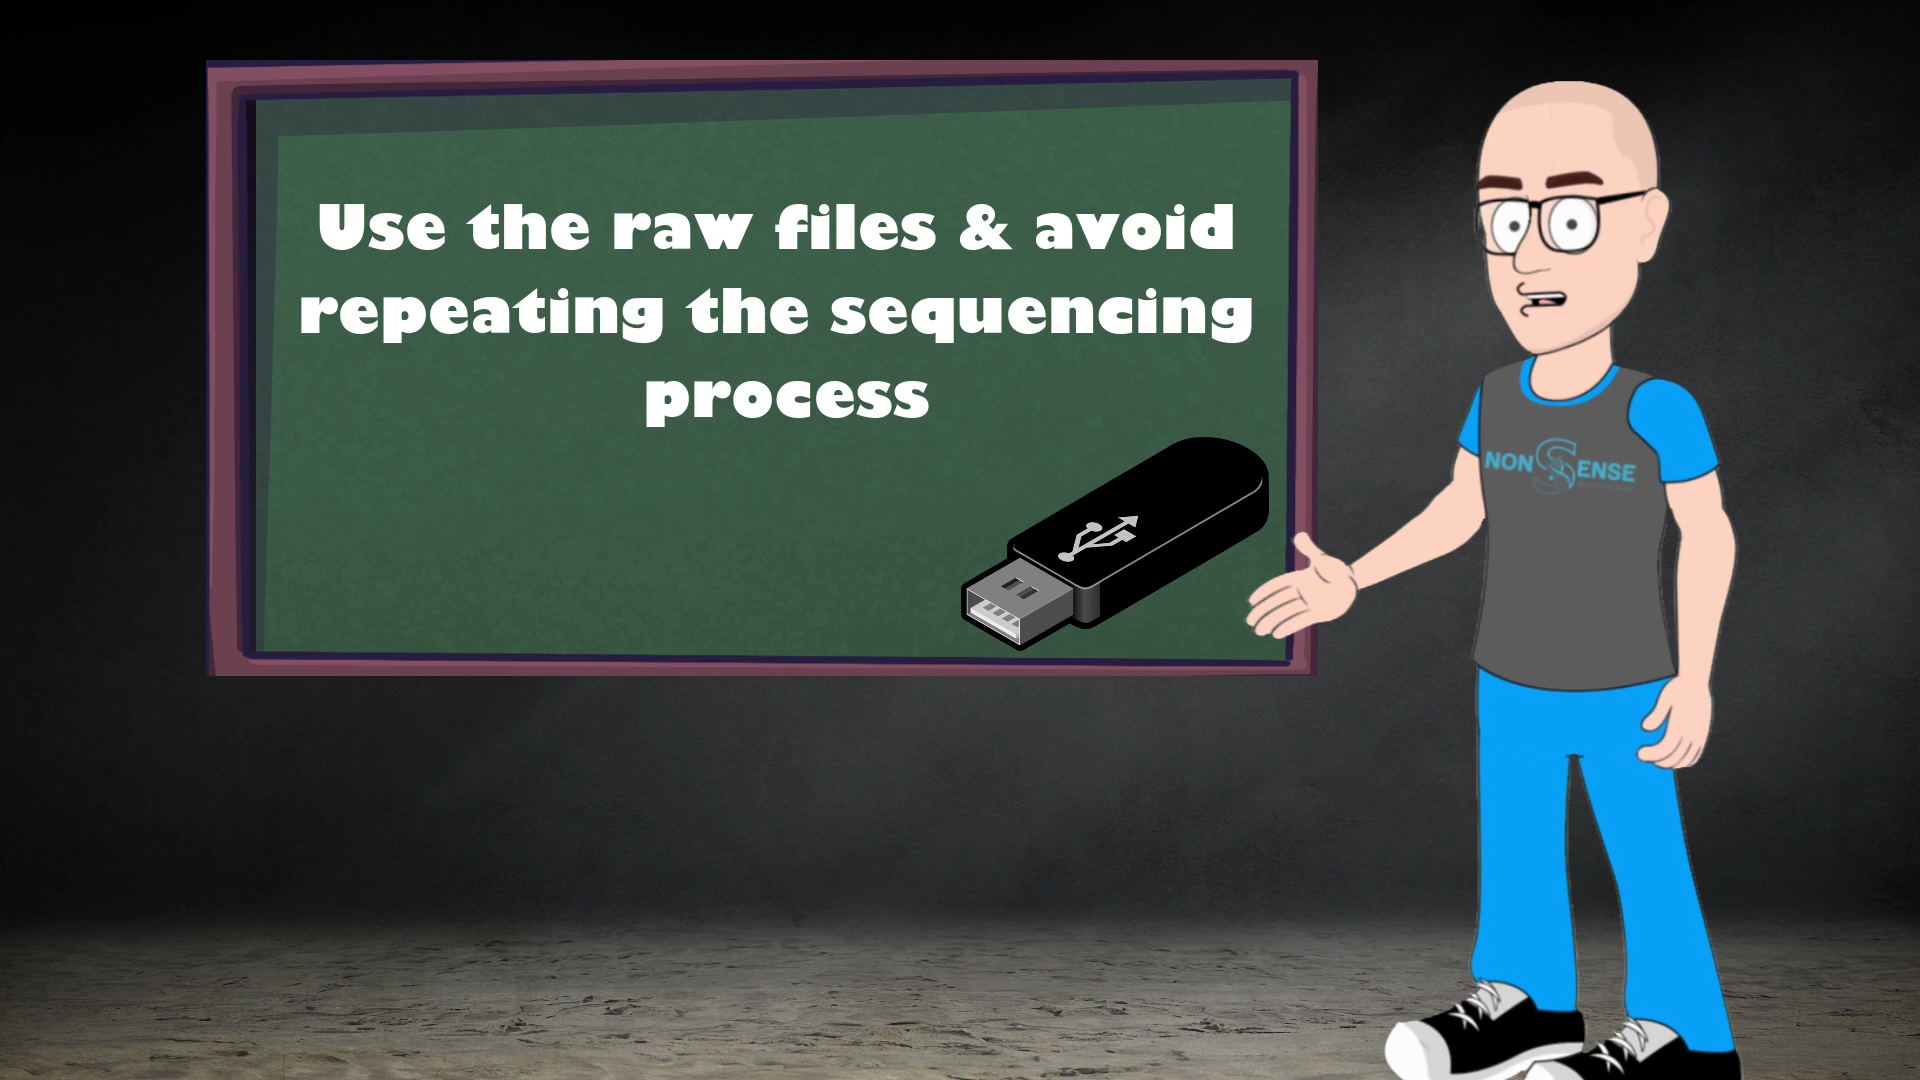 Use the raw files & avoid
repeating the sequencing
process
NONSENSE